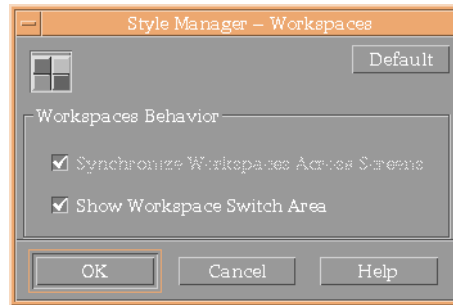 Style Manager – Workspaces
Default
Workspaces Behavior
Synchronize Workspaces Across Screens
Show Workspace Switch Area
OK
Cancel
Help